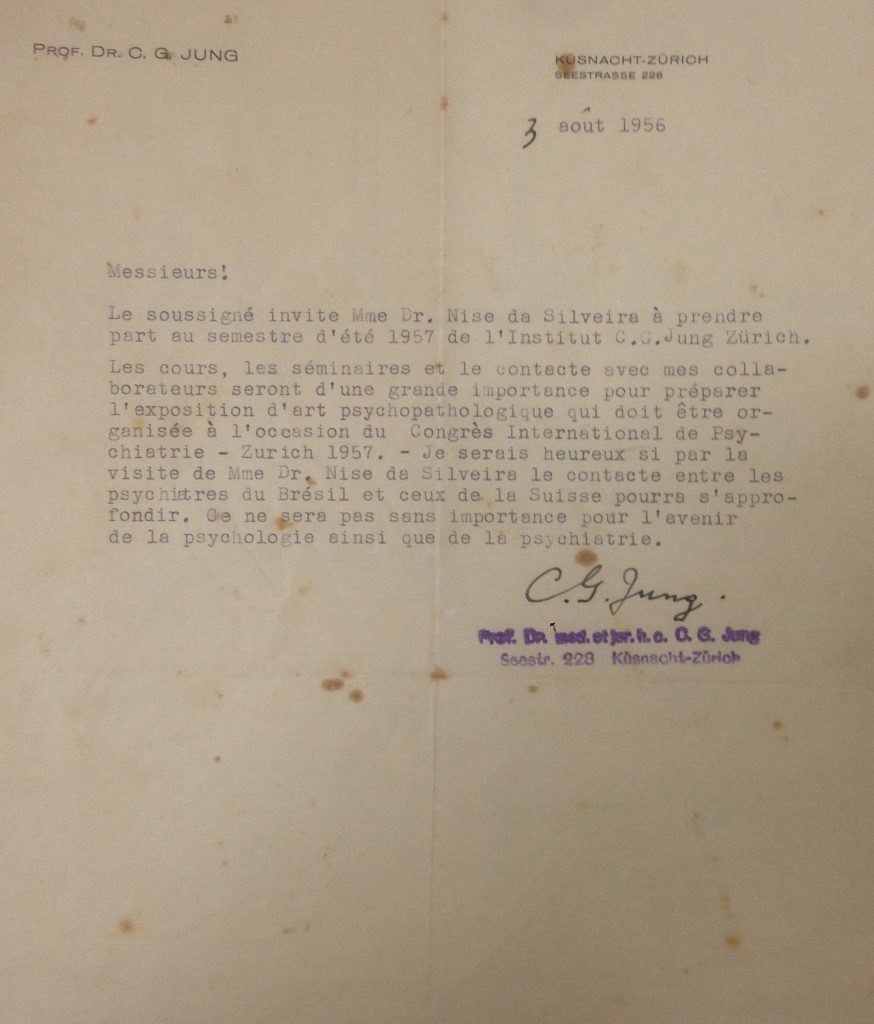 PROF. DR. C. G. JUNG
KÜSNACHT-ZÜRICH
SEESTRASSE 228
3 août 1956
Messieurs!
Le soussigné invite Mme Dr. Nise da Silveira à prendre
part au semestre d'été 1957 de l'Institut C.G.Jung Zürich.
Les cours, les séminaires et le contacte avec mes colla-
borateurs seront d'une grande importance pour préparer
l'exposition d'art psychopathologique qui doit être or-
ganisée à l'occasion du Congrès International de Psy-
chiatrie - Zurich 1957. - Je serais heureux si par la
visite de Mme Dr. Nise da Silveira le contacte entre les
psychiatres du Brésil et ceux de la Suisse pourra s'appro-
fondir. Ce ne sera pas sans importance pour l'avenir
de la psychologie ainsi que de la psychiatrie.
C. G. Jung.
Prof. Dr. med. et jur. h. c. C. G. Jung
Seestr. 228 Küsnacht-Zürich